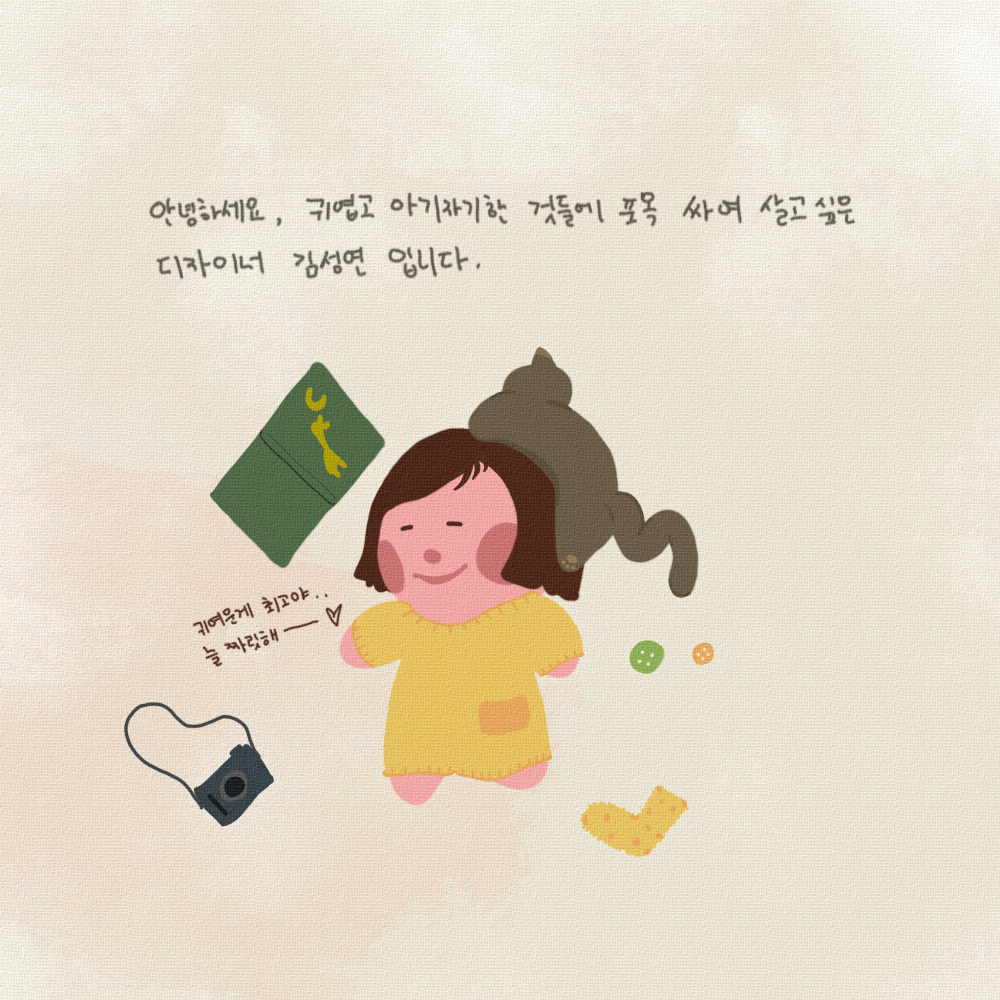 안녕하세요, 귀엽고 아기자기한 것들에 포옥 싸여 살고 싶은
디자이너 김성연 입니다.
귀여운게 최고야..
늘 짜릿해 — ♡